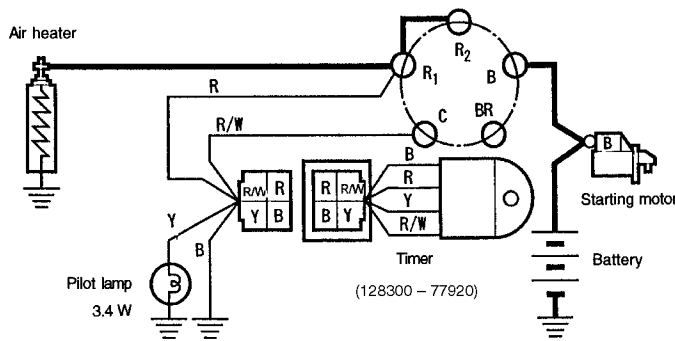 Air heater
R2
R1
B
R
C
BR
R/W
B
B
R
Y
R/W
R/W R
Y B
R R/W
B Y
Y
B
Starting motor
Timer
Battery
Pilot lamp
3.4 W
(128300 – 77920)